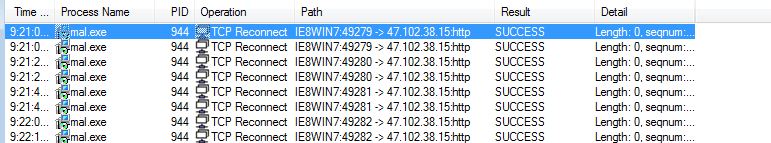 Time ... Process Name PID Operation Path Result Detail
9:21:0... mal.exe 944 TCP Reconnect IE8WIN7:49279 -> 47.102.38.15:http SUCCESS Length: 0, seqnum:...
9:21:0... mal.exe 944 TCP Reconnect IE8WIN7:49279 -> 47.102.38.15:http SUCCESS Length: 0, seqnum:...
9:21:2... mal.exe 944 TCP Reconnect IE8WIN7:49280 -> 47.102.38.15:http SUCCESS Length: 0, seqnum:...
9:21:2... mal.exe 944 TCP Reconnect IE8WIN7:49280 -> 47.102.38.15:http SUCCESS Length: 0, seqnum:...
9:21:4... mal.exe 944 TCP Reconnect IE8WIN7:49281 -> 47.102.38.15:http SUCCESS Length: 0, seqnum:...
9:21:4... mal.exe 944 TCP Reconnect IE8WIN7:49281 -> 47.102.38.15:http SUCCESS Length: 0, seqnum:...
9:22:0... mal.exe 944 TCP Reconnect IE8WIN7:49282 -> 47.102.38.15:http SUCCESS Length: 0, seqnum:...
9:22:1... mal.exe 944 TCP Reconnect IE8WIN7:49282 -> 47.102.38.15:http SUCCESS Length: 0, seqnum:...